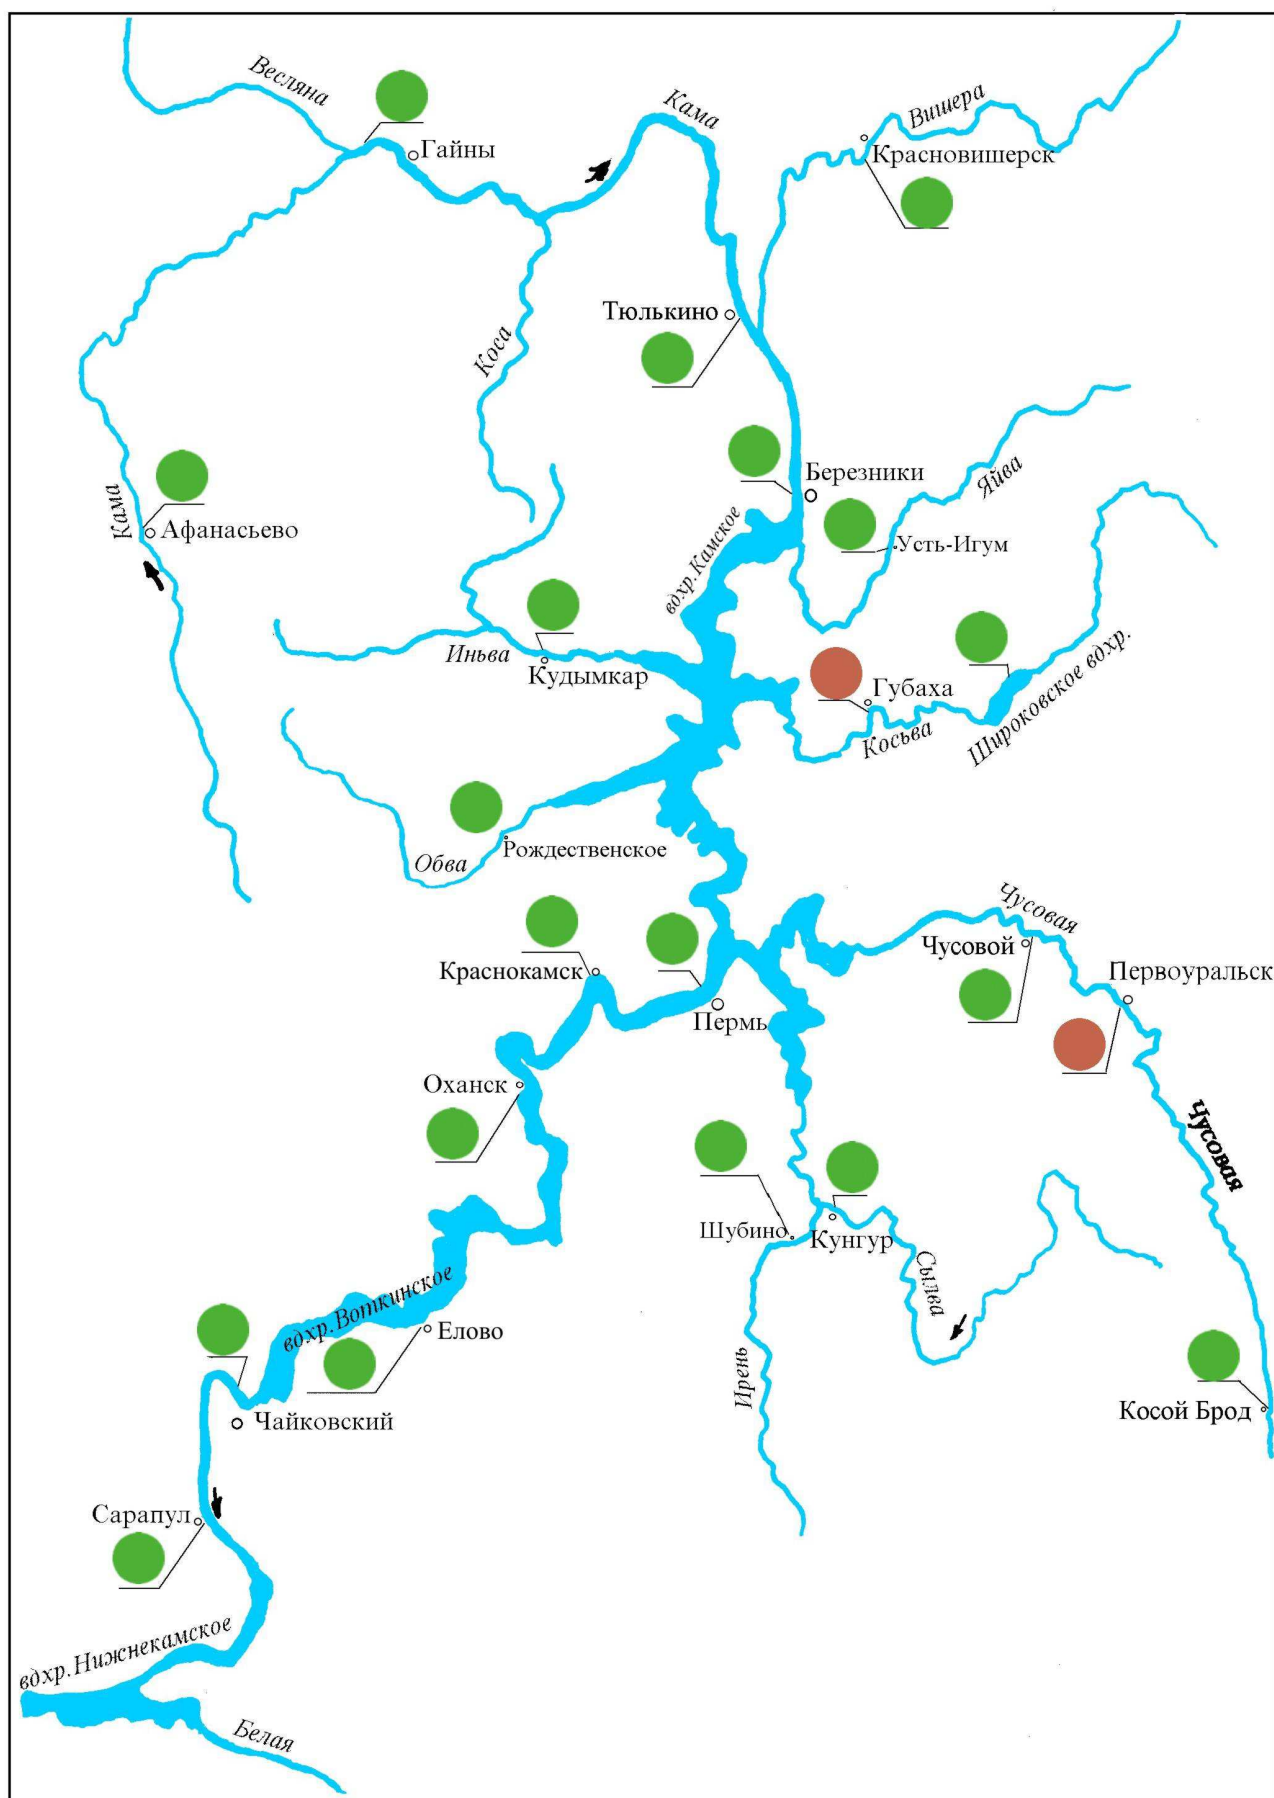 Весляна
Кама
Вишера
Гайны
Красновишерск
Тюлькино
Коса
Березники
Яйва
Кама
Афанасьево
вдхр.Камское
Усть-Игум
Иньва
Кудымкар
Губаха
Косьва
Широковское вдхр.
Обва
Рождественское
Чусовая
Краснокамск
Чусовой
Первоуральск
Пермь
Оханск
Чусовая
Шубино
Кунгур
Сылва
вдхр.Воткинское
Елово
Ирень
Чайковский
Косой Брод
Сарапул
вдхр.Нижнекамское
Белая